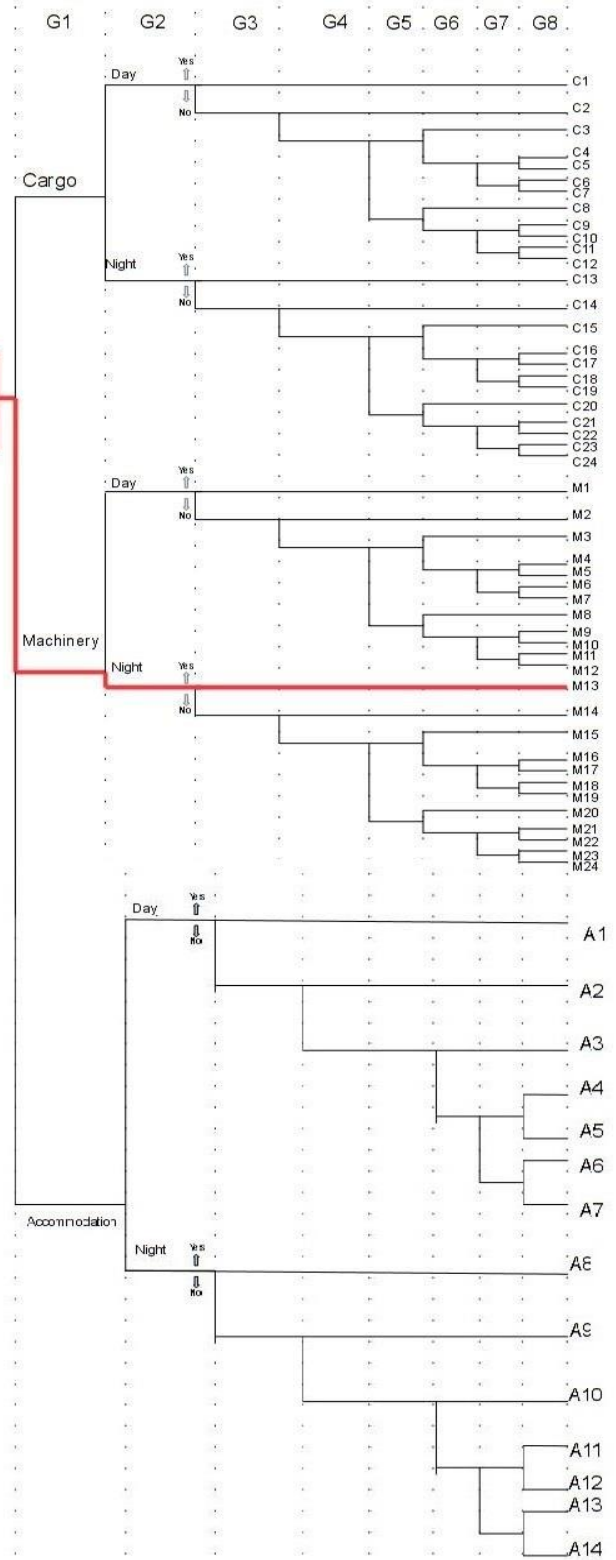 G1 G2 G3 G4 G5 G6 G7 G8
Day
Yes
No
C1
C2
C3
C4
C5
C6
C7
C8
C9
C10
C11
C12
Cargo
Night
Yes
No
C13
C14
C15
C16
C17
C18
C19
C20
C21
C22
C23
C24
Day
Yes
No
M1
M2
M3
M4
M5
M6
M7
M8
M9
M10
M11
M12
Machinery
Night
Yes
No
M13
M14
M15
M16
M17
M18
M19
M20
M21
M22
M23
M24
Day
Yes
No
A1
A2
A3
A4
A5
A6
A7
Accommodation
Night
Yes
No
A8
A9
A10
A11
A12
A13
A14